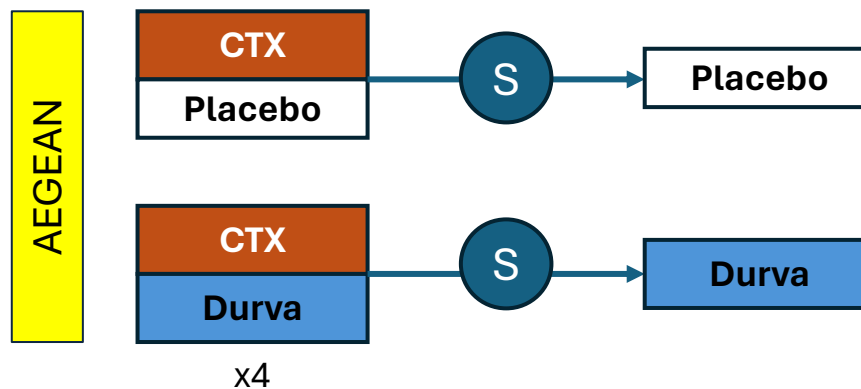 AEGEAN
CTX
Placebo
S
Placebo
CTX
Durva
S
Durva
x4